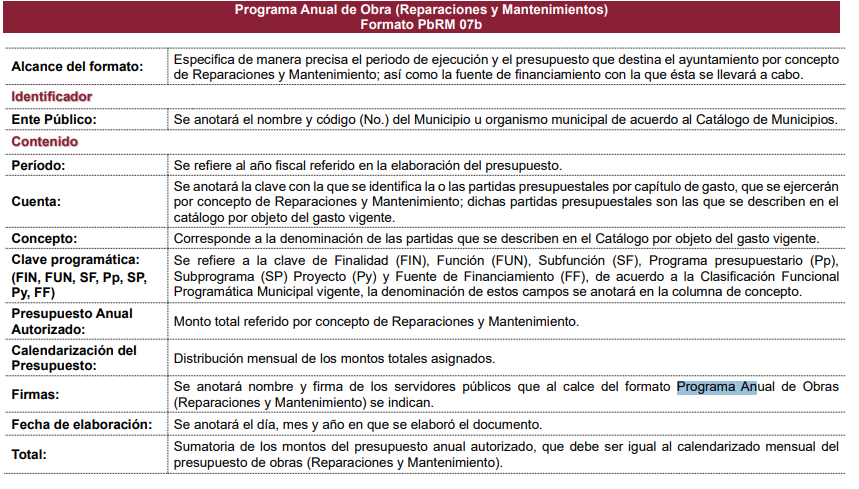 Programa Anual de Obra (Reparaciones y Mantenimientos)
Formato PbRM 07b
Alcance del formato:
Especifica de manera precisa el periodo de ejecución y el presupuesto que destina el ayuntamiento por concepto
de Reparaciones y Mantenimiento; así como la fuente de financiamiento con la que ésta se llevará a cabo.
Identificador
Ente Público:
Se anotará el nombre y código (No.) del Municipio u organismo municipal de acuerdo al Catálogo de Municipios.
Contenido
Período:
Se refiere al año fiscal referido en la elaboración del presupuesto.
Cuenta:
Se anotará la clave con la que se identifica la o las partidas presupuestales por capítulo de gasto, que se ejercerán
por concepto de Reparaciones y Mantenimiento; dichas partidas presupuestales son las que se describen en el
catálogo por objeto del gasto vigente.
Concepto:
Corresponde a la denominación de las partidas que se describen en el Catálogo por objeto del gasto vigente.
Clave programática:
(FIN, FUN, SF, Pp, SP,
Py, FF)
Se refiere a la clave de Finalidad (FIN), Función (FUN), Subfunción (SF), Programa presupuestario (Pp),
Subprograma (SP) Proyecto (Py) y Fuente de Financiamiento (FF), de acuerdo a la Clasificación Funcional
Programática Municipal vigente, la denominación de estos campos se anotará en la columna de concepto.
Presupuesto Anual
Autorizado:
Monto total referido por concepto de Reparaciones y Mantenimiento.
Calendarización del
Presupuesto:
Distribución mensual de los montos totales asignados.
Firmas:
Se anotará nombre y firma de los servidores públicos que al calce del formato Programa Anual de Obras
(Reparaciones y Mantenimiento) se indican.
Fecha de elaboración:
Se anotará el día, mes y año en que se elaboró el documento.
Total:
Sumatoria de los montos del presupuesto anual autorizado, que debe ser igual al calendarizado mensual del
presupuesto de obras (Reparaciones y Mantenimiento).